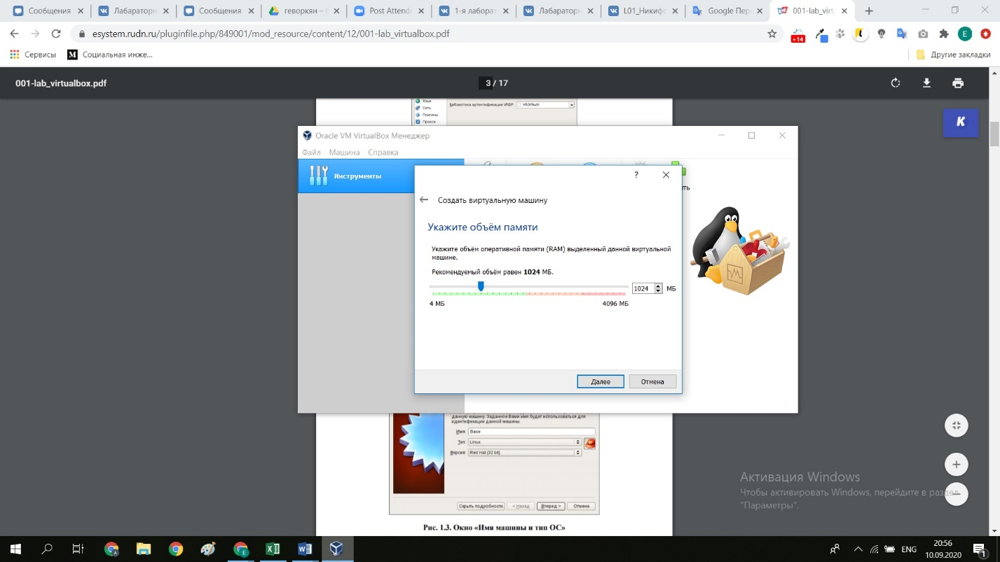 Сообщения
Лабараторн
Сообщения
геворкян –
Post Attende
1-я лаборат
Лабараторн
L01_Никифо
Google Пер
001-lab_virt
esystem.rudn.ru/pluginfile.php/849001/mod_resource/content/12/001-lab_virtualbox.pdf
+14
E
Сервисы
M
Социальная инже...
Другие закладки
001-lab_virtualbox.pdf
3 / 17
Язык
Сеть
Плагины
Прокси
Библиотека аутентификации VRDP:
VRDPAuth
K
Oracle VM VirtualBox Менеджер
Файл Машина Справка
Инструменты
ть
?
Создать виртуальную машину
Укажите объём памяти
Укажите объём оперативной памяти (RAM) выделенный данной виртуальной
машине.
Рекомендуемый объём равен 1024 МБ.
1024 МБ
4 МБ
4096 МБ
Далее
Отмена
данную машину. Заданное Вами имя будет использоваться для
идентификации данной машины.
Имя: Base
Тип: Linux
Версия: Red Hat (32 bit)
Скрыть подробности
< Назад
Вперед >
Отмена
Рис. 1.3. Окно «Имя машины и тип ОС»
Активация Windows
Чтобы активировать Windows, перейдите в раздел
"Параметры".
ENG
20:56
10.09.2020
1